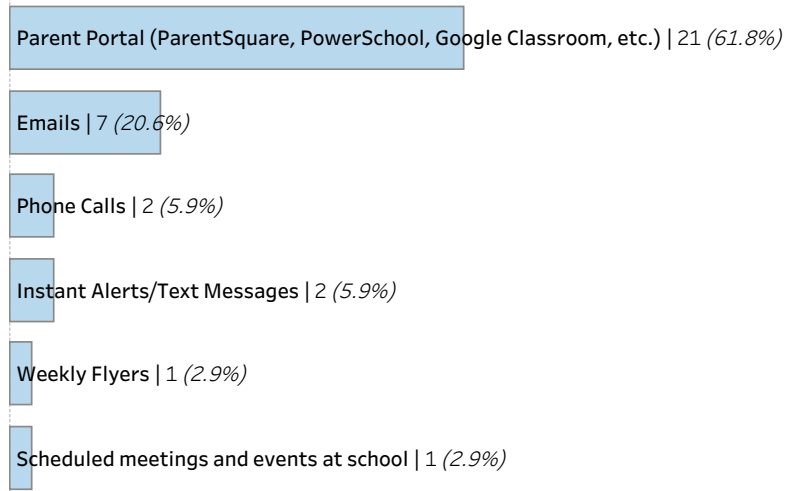 Parent Portal (ParentSquare, PowerSchool, Google Classroom, etc.) | 21 (61.8%)
Emails | 7 (20.6%)
Phone Calls | 2 (5.9%)
Instant Alerts/Text Messages | 2 (5.9%)
Weekly Flyers | 1 (2.9%)
Scheduled meetings and events at school | 1 (2.9%)